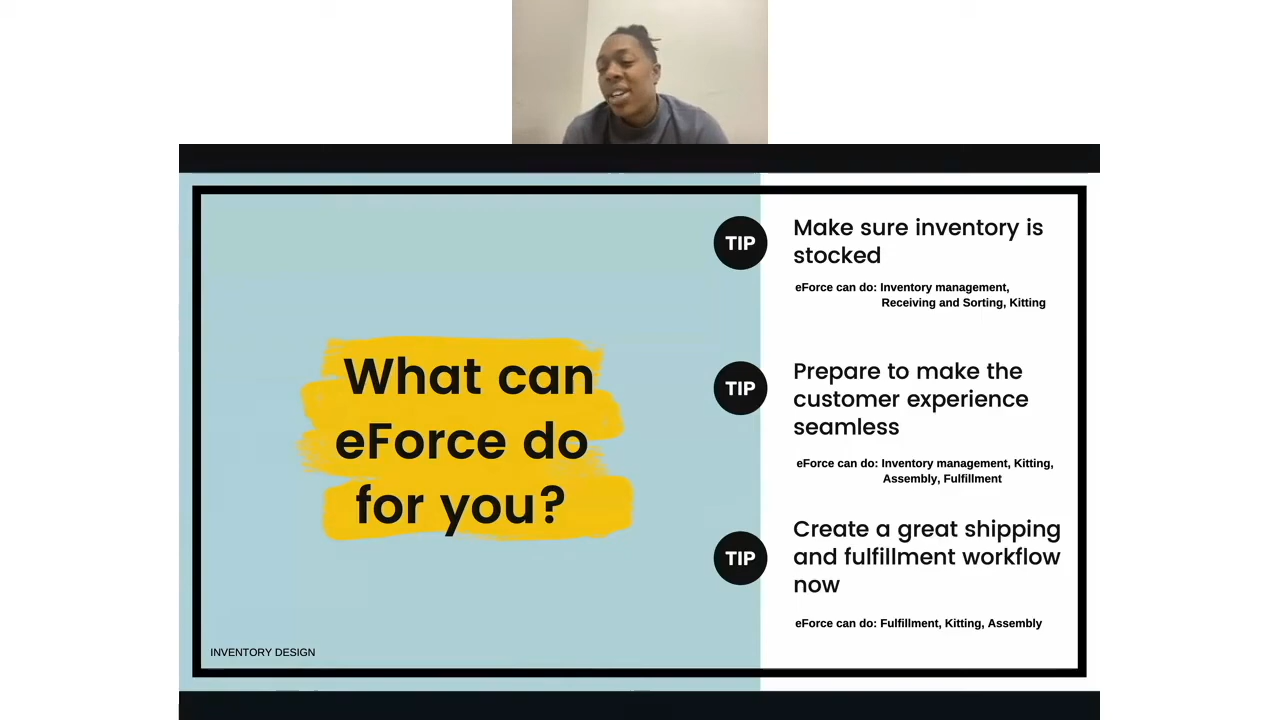 What can
eForce do
for you?
INVENTORY DESIGN
TIP
Make sure inventory is
stocked
eForce can do: Inventory management,
Receiving and Sorting, Kitting
TIP
Prepare to make the
customer experience
seamless
eForce can do: Inventory management, Kitting,
Assembly, Fulfillment
TIP
Create a great shipping
and fulfillment workflow
now
eForce can do: Fulfillment, Kitting, Assembly